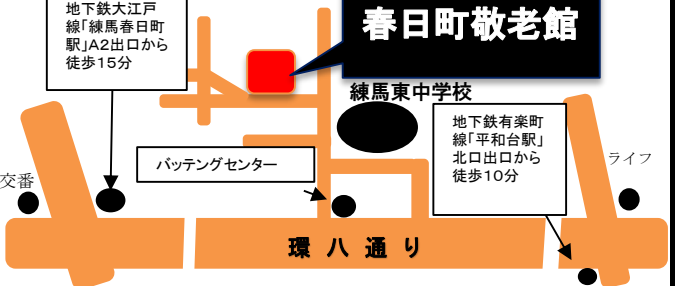 地下鉄大江戸
線「練馬春日町
駅」A2出口から
徒歩15分
春日町敬老館
練馬東中学校
地下鉄有楽町
線「平和台駅」
北口出口から
徒歩10分
ライフ
バッテングセンター
交番
環八通り